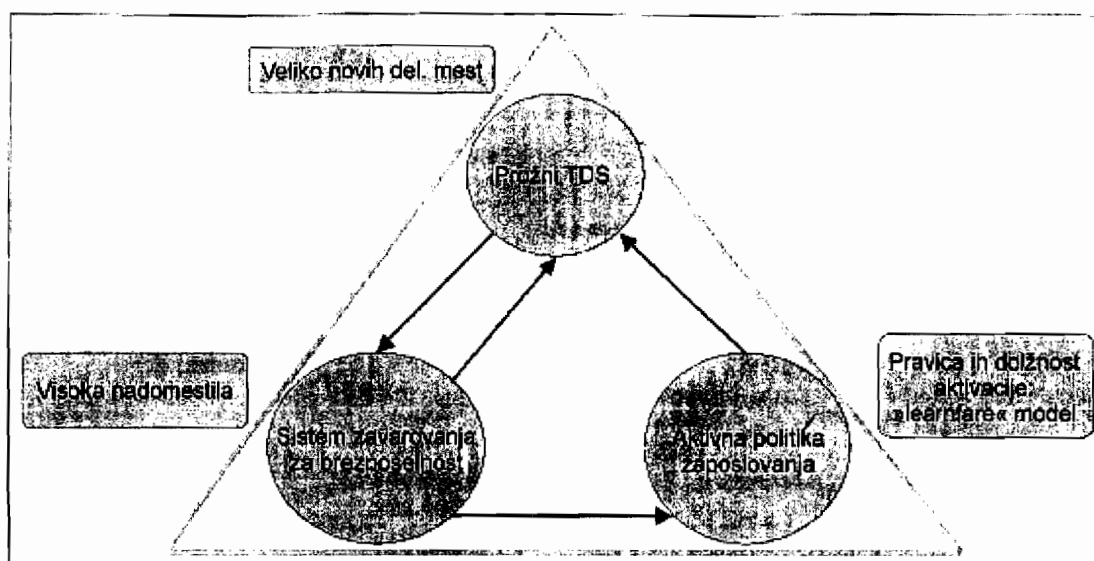 Veliko novih del. mest
Prožni TDS
Visoka nadomestila
Pravica in dolžnost
aktivacije:
»learnfare« model
Sistem zavarovanja
za brezposelnost
Aktivna politika
zaposlovanja